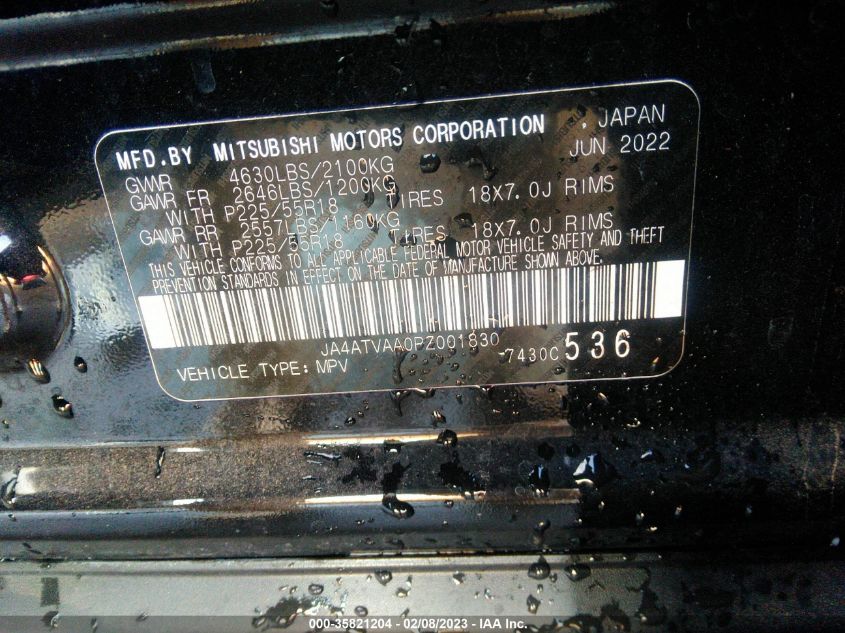 MFD.BY MITSUBISHI MOTORS CORPORATION , JAPAN
JUN 2022
GVWR 4630LBS/2100KG
GAWR FR 2646LBS/1200KG
WITH P225/55R18 TIRES 18X7.0J RIMS
GAWR RR 2557LBS/1160KG
WITH P225/55R18 TIRES 18X7.0J RIMS
THIS VEHICLE CONFORMS TO ALL APPLICABLE FEDERAL MOTOR VEHICLE SAFETY AND THEFT
PREVENTION STANDARDS IN EFFECT ON THE DATE OF MANUFACTURE SHOWN ABOVE.
JA4ATVAA0PZ091830
7430C 536
VEHICLE TYPE: MPV
000-35821204 - 02/08/2023 - IAA Inc.